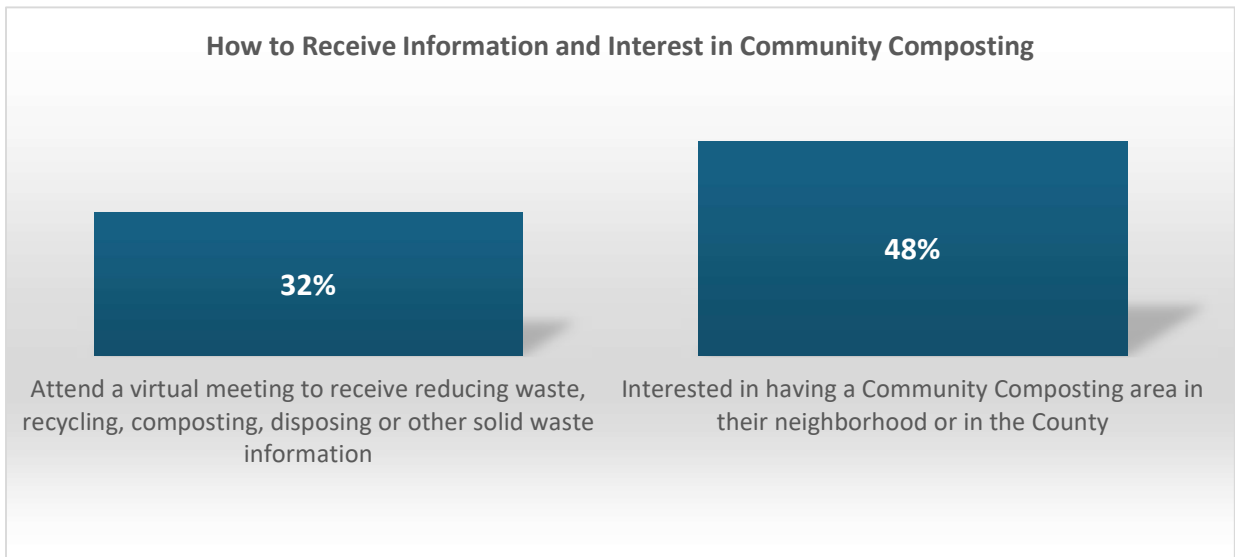 How to Receive Information and Interest in Community Composting
32%
48%
Attend a virtual meeting to receive reducing waste,
recycling, composting, disposing or other solid waste
information
Interested in having a Community Composting area in
their neighborhood or in the County